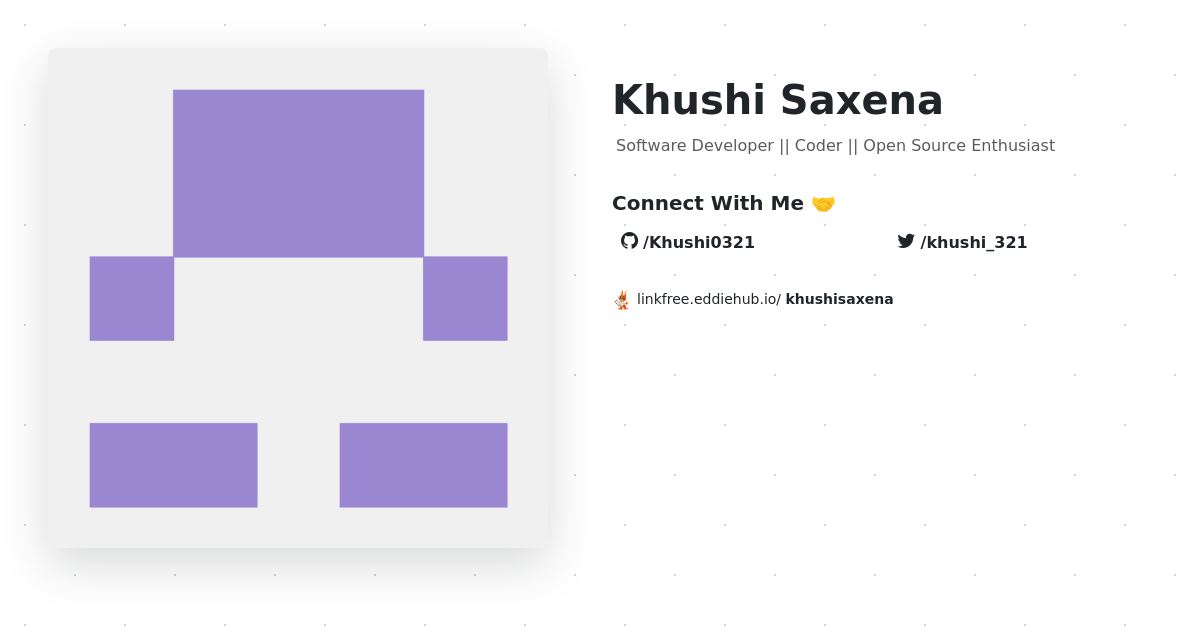 Khushi Saxena
Software Developer || Coder || Open Source Enthusiast
Connect With Me 🤝
/Khushi0321 /khushi_321
linkfree.eddiehub.io/ khushisaxena